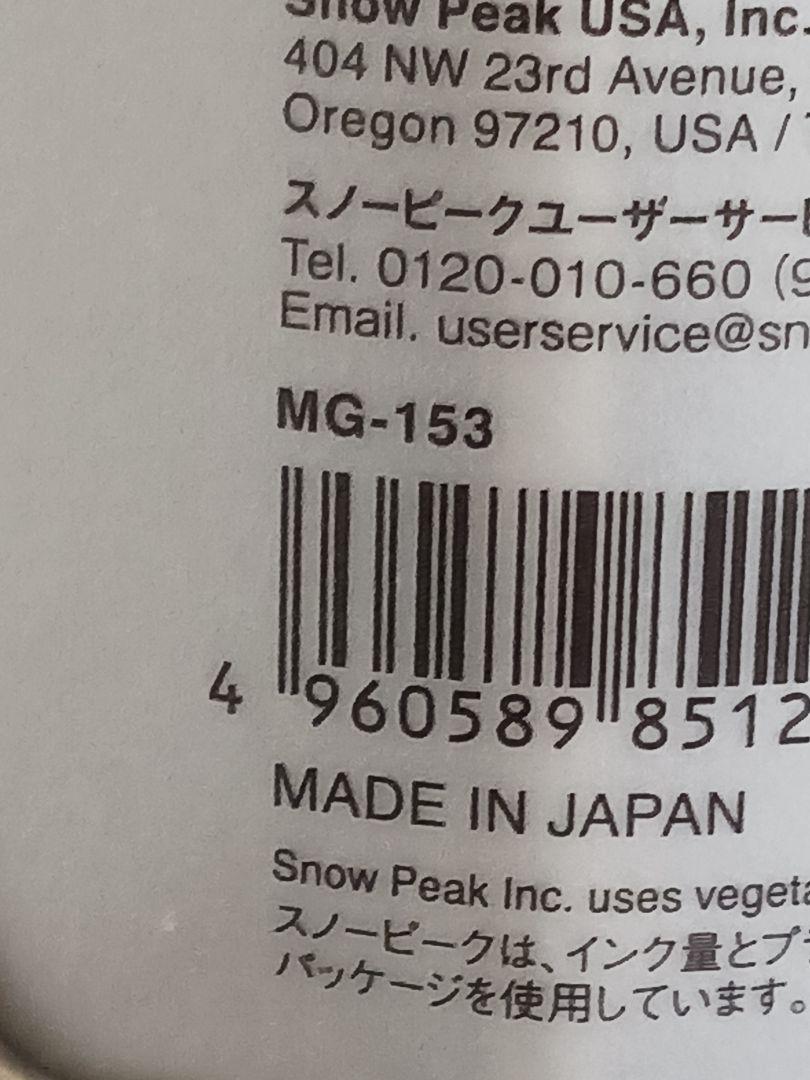 Snow Peak USA, Inc.
404 NW 23rd Avenue,
Oregon 97210, USA /
スノーピークユーザーサー
Tel. 0120-010-660 (9
Email. userservice@sn
MG-153
4 960589 8512
MADE IN JAPAN
Snow Peak Inc. uses vegeta
スノーピークは、インク量とプ
パッケージを使用しています。